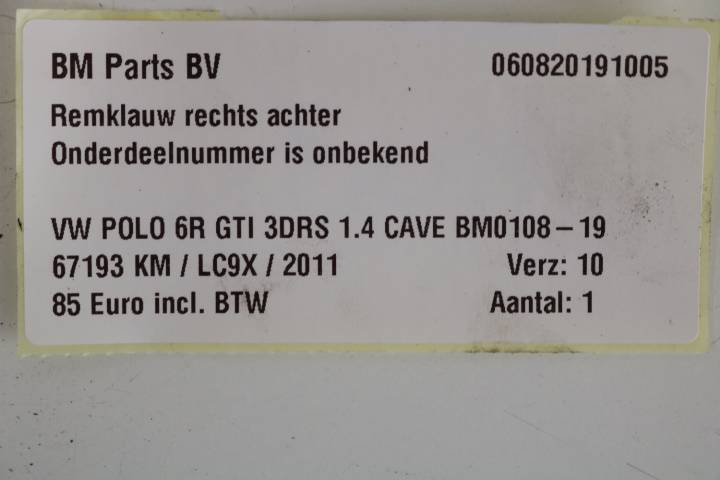 BM Parts BV 060820191005
Remklauw rechts achter
Onderdeelnummer is onbekend
VW POLO 6R GTI 3DRS 1.4 CAVE BM0108-19
67193 KM / LC9X / 2011 Verz: 10
85 Euro incl. BTW Aantal: 1